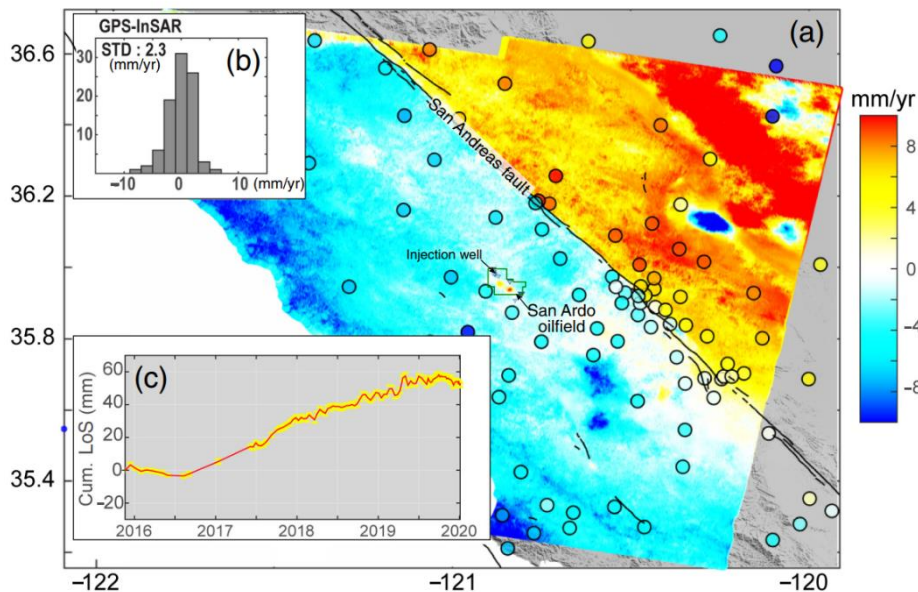 GPS-InSAR
STD : 2.3
(mm/yr)
(b)
30
20
10
−10
0
10
(mm/yr)
(a)
mm/yr
8
4
0
−4
−8
36.6
36.2
35.8
35.4
San Andreas fault
Injection well
San Ardo
oilfield
(c)
Cum. LoS (mm)
60
40
20
0
−20
2016
2017
2018
2019
2020
−122
−121
−120